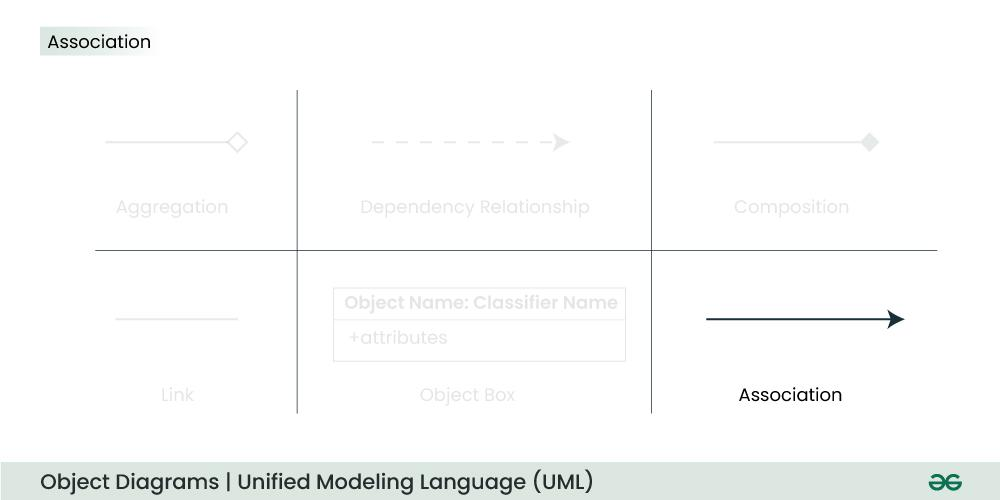 Association
Aggregation
Dependency Relationship
Composition
Object Name: Classifier Name
+attributes
Link
Object Box
Association
Object Diagrams | Unified Modeling Language (UML)